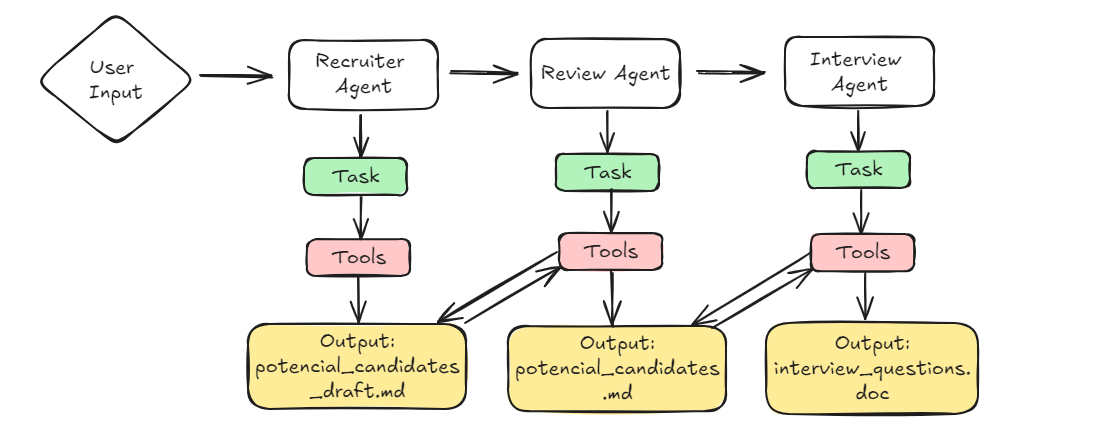 User
Input
Recruiter
Agent
Review Agent
Interview
Agent
Task
Task
Task
Tools
Tools
Tools
Output:
potencial_candidates
_draft.md
Output:
potencial_candidates
.md
Output:
interview_questions.
doc